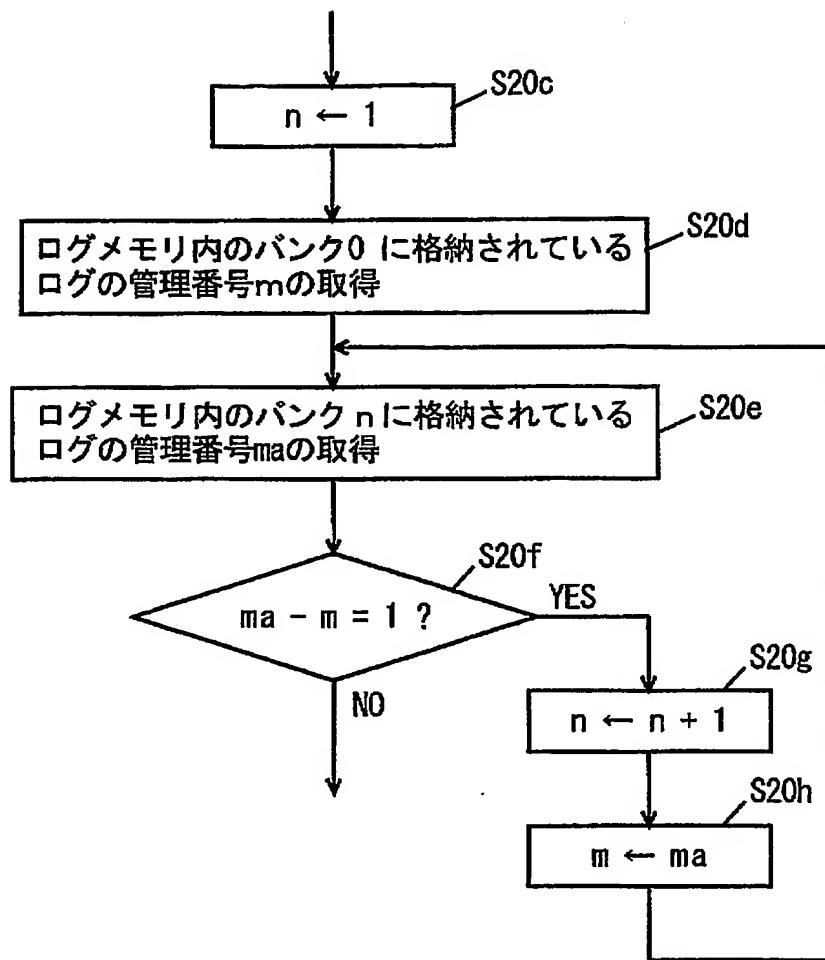 S20c
n ← 1
S20d
ログメモリ内のバンク0 に格納されている
ログの管理番号mの取得
S20e
ログメモリ内のバンクnに格納されている
ログの管理番号maの取得
S20f
ma - m = 1 ?
YES
NO
S20g
n ← n + 1
S20h
m ← ma